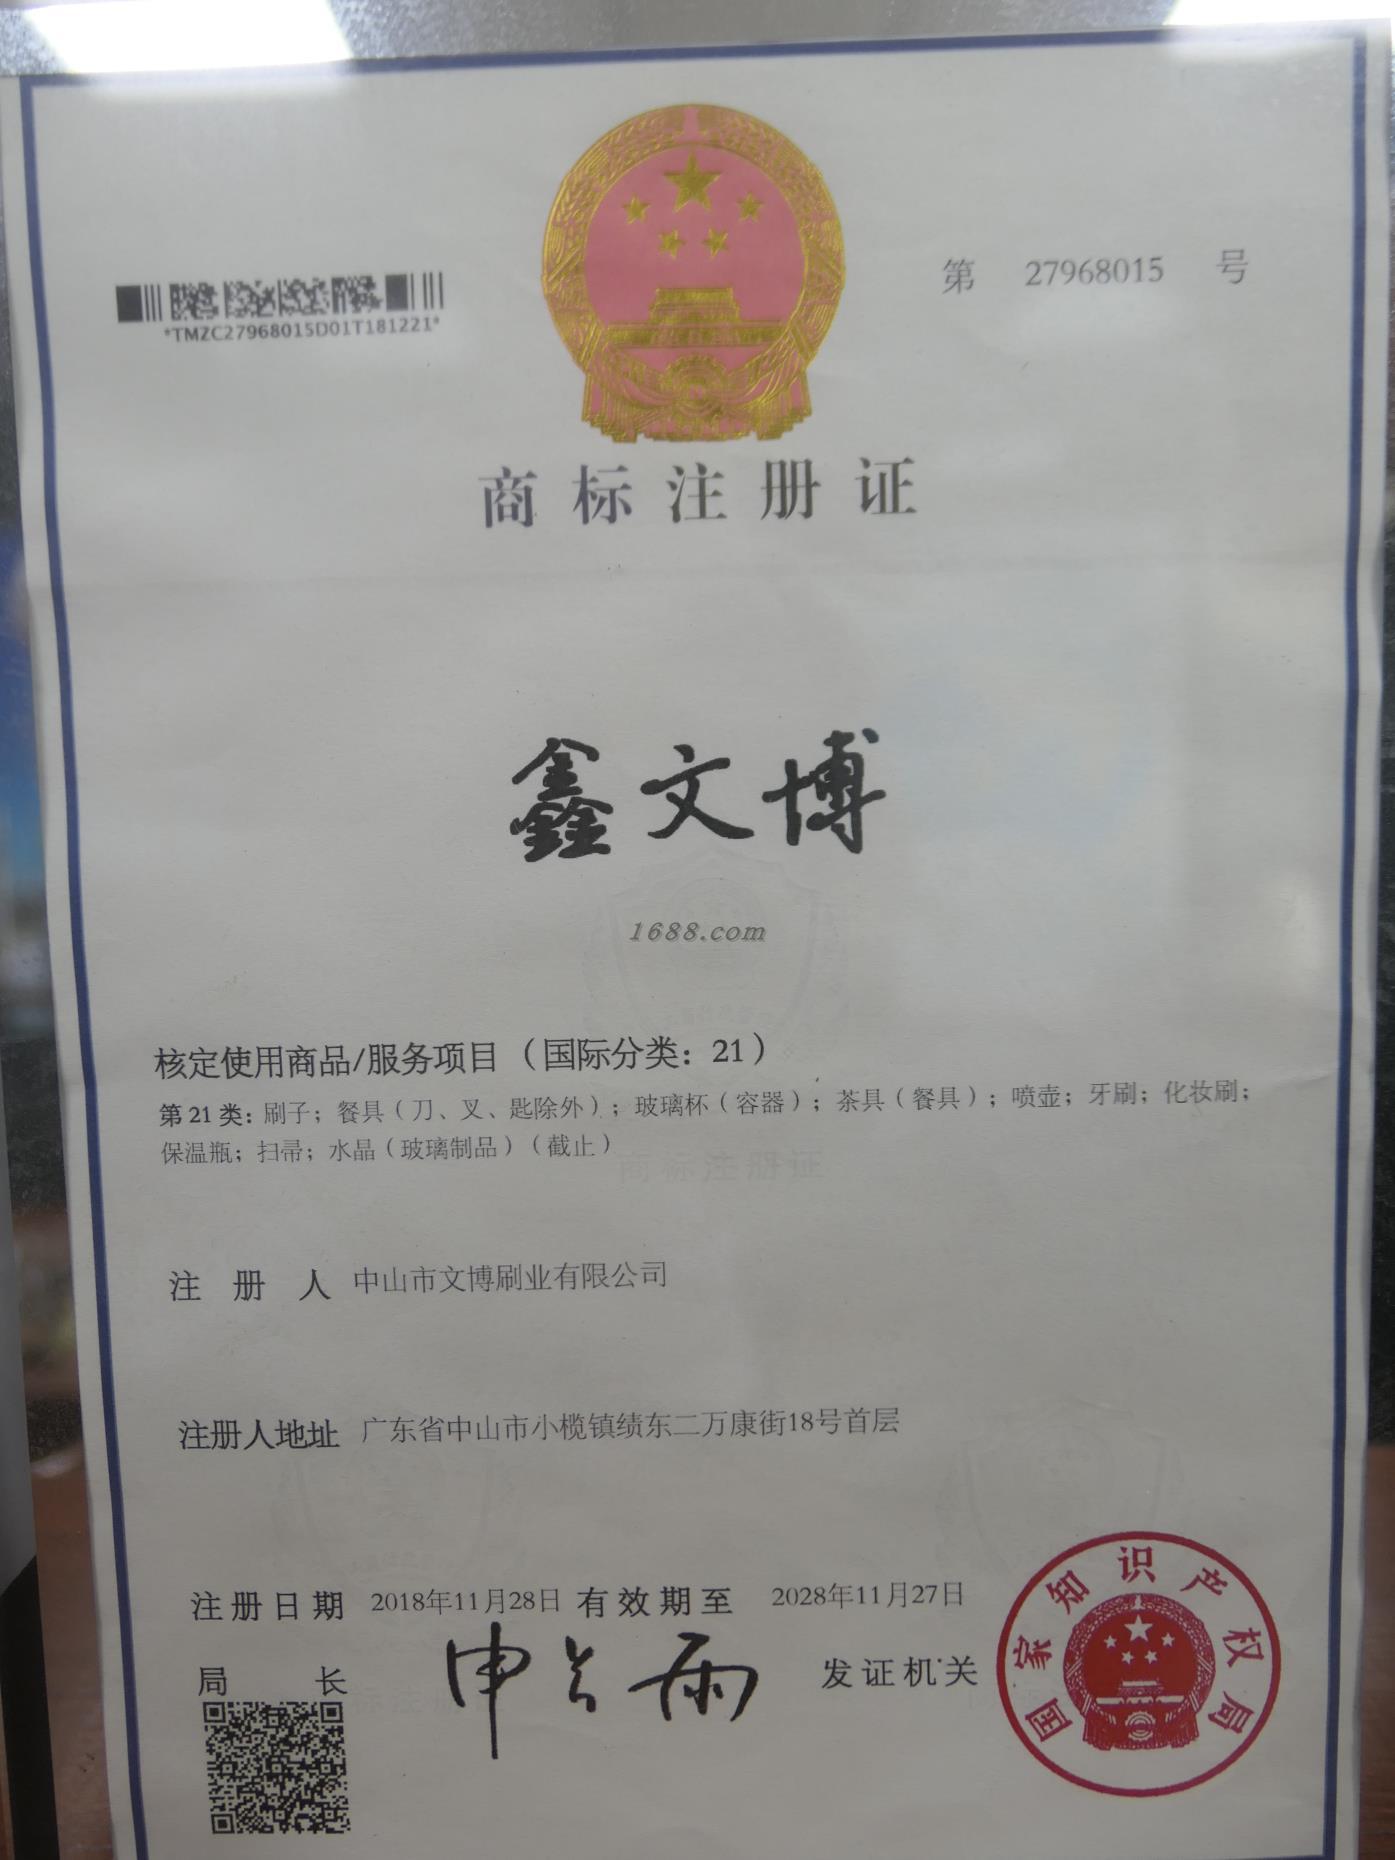 第 27968015 号
*TMZC27968015D01T181221*
商标注册证
鑫文博
1688.com
核定使用商品/服务项目（国际分类：21）
第21类：刷子；餐具（刀、叉、匙除外）；玻璃杯（容器）；茶具（餐具）；喷壶；牙刷；化妆刷；
保温瓶；扫帚；水晶（玻璃制品）（截止）
商标注册证
注册人 中山市文博刷业有限公司
注册人地址 广东省中山市小榄镇绩东二万康街18号首层
注册日期 2018年11月28日 有效期至 2028年11月27日
局长 申长雨 发证机关
国家知识产权局